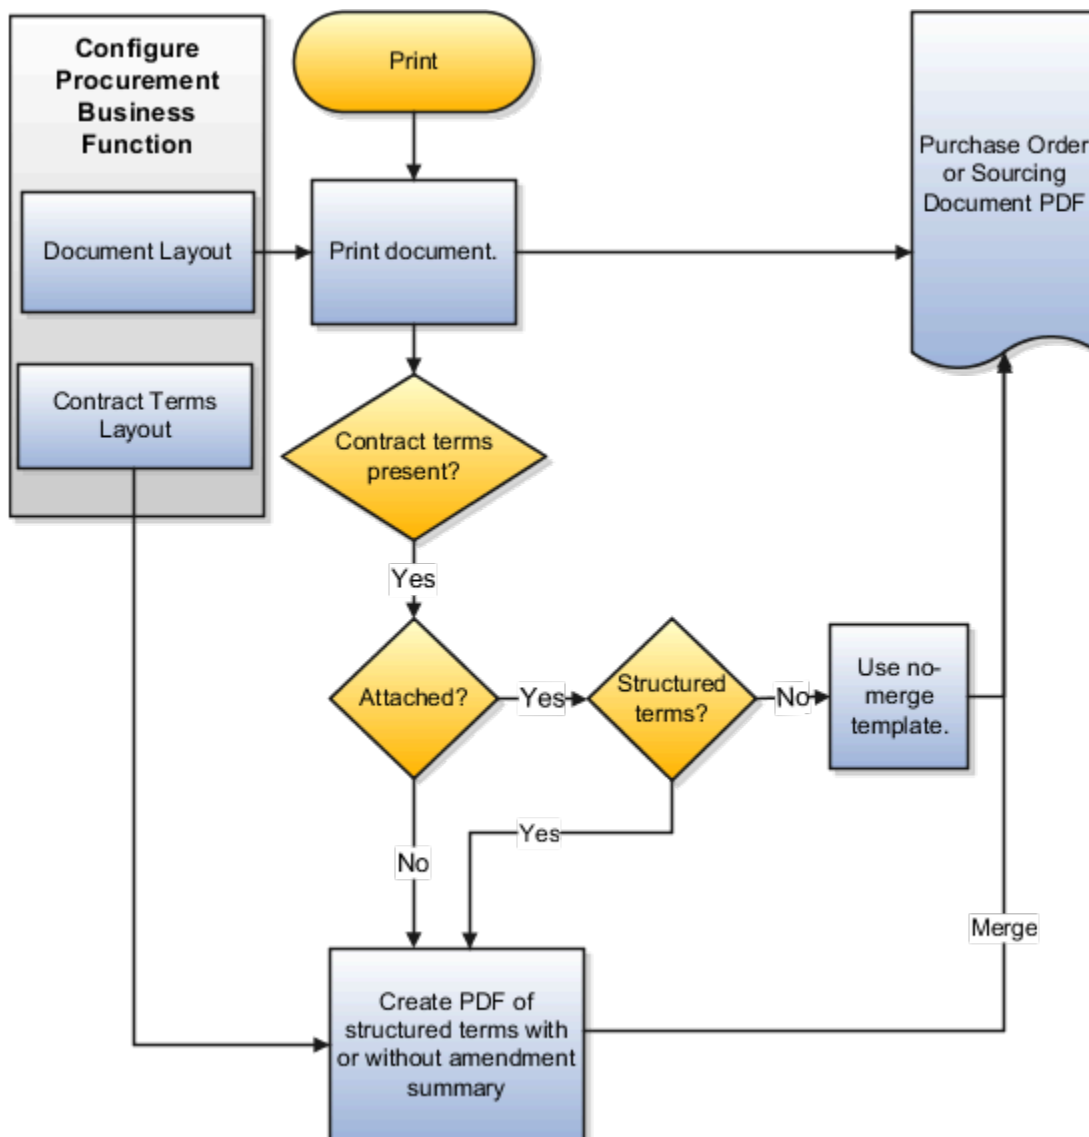 Configure
Procurement
Business
Function
Document Layout
Contract Terms
Layout
Print
Print document.
Contract terms
present?
Yes
Attached?
Yes
Structured
terms?
No
Use no-
merge
template.
No
Yes
Create PDF of
structured terms with
or without amendment
summary
Merge
Purchase Order
or Sourcing
Document PDF